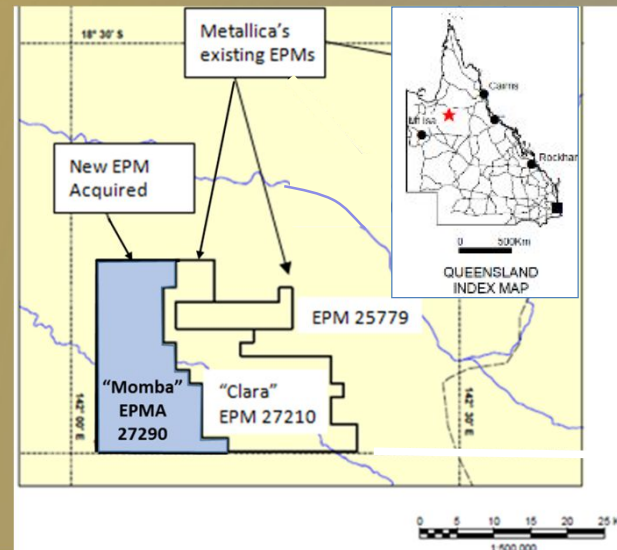 Metallica's
existing EPMs
18° 30' S
New EPM
Acquired
Cairns
Mt Isa
Rockhar
0 500Km
QUEENSLAND
INDEX MAP
EPM 25779
"Momba"
EPMA
27290
"Clara"
EPM 27210
142° 00' E
142° 30' E
0 5 10 15 20 25 K
1:500,000